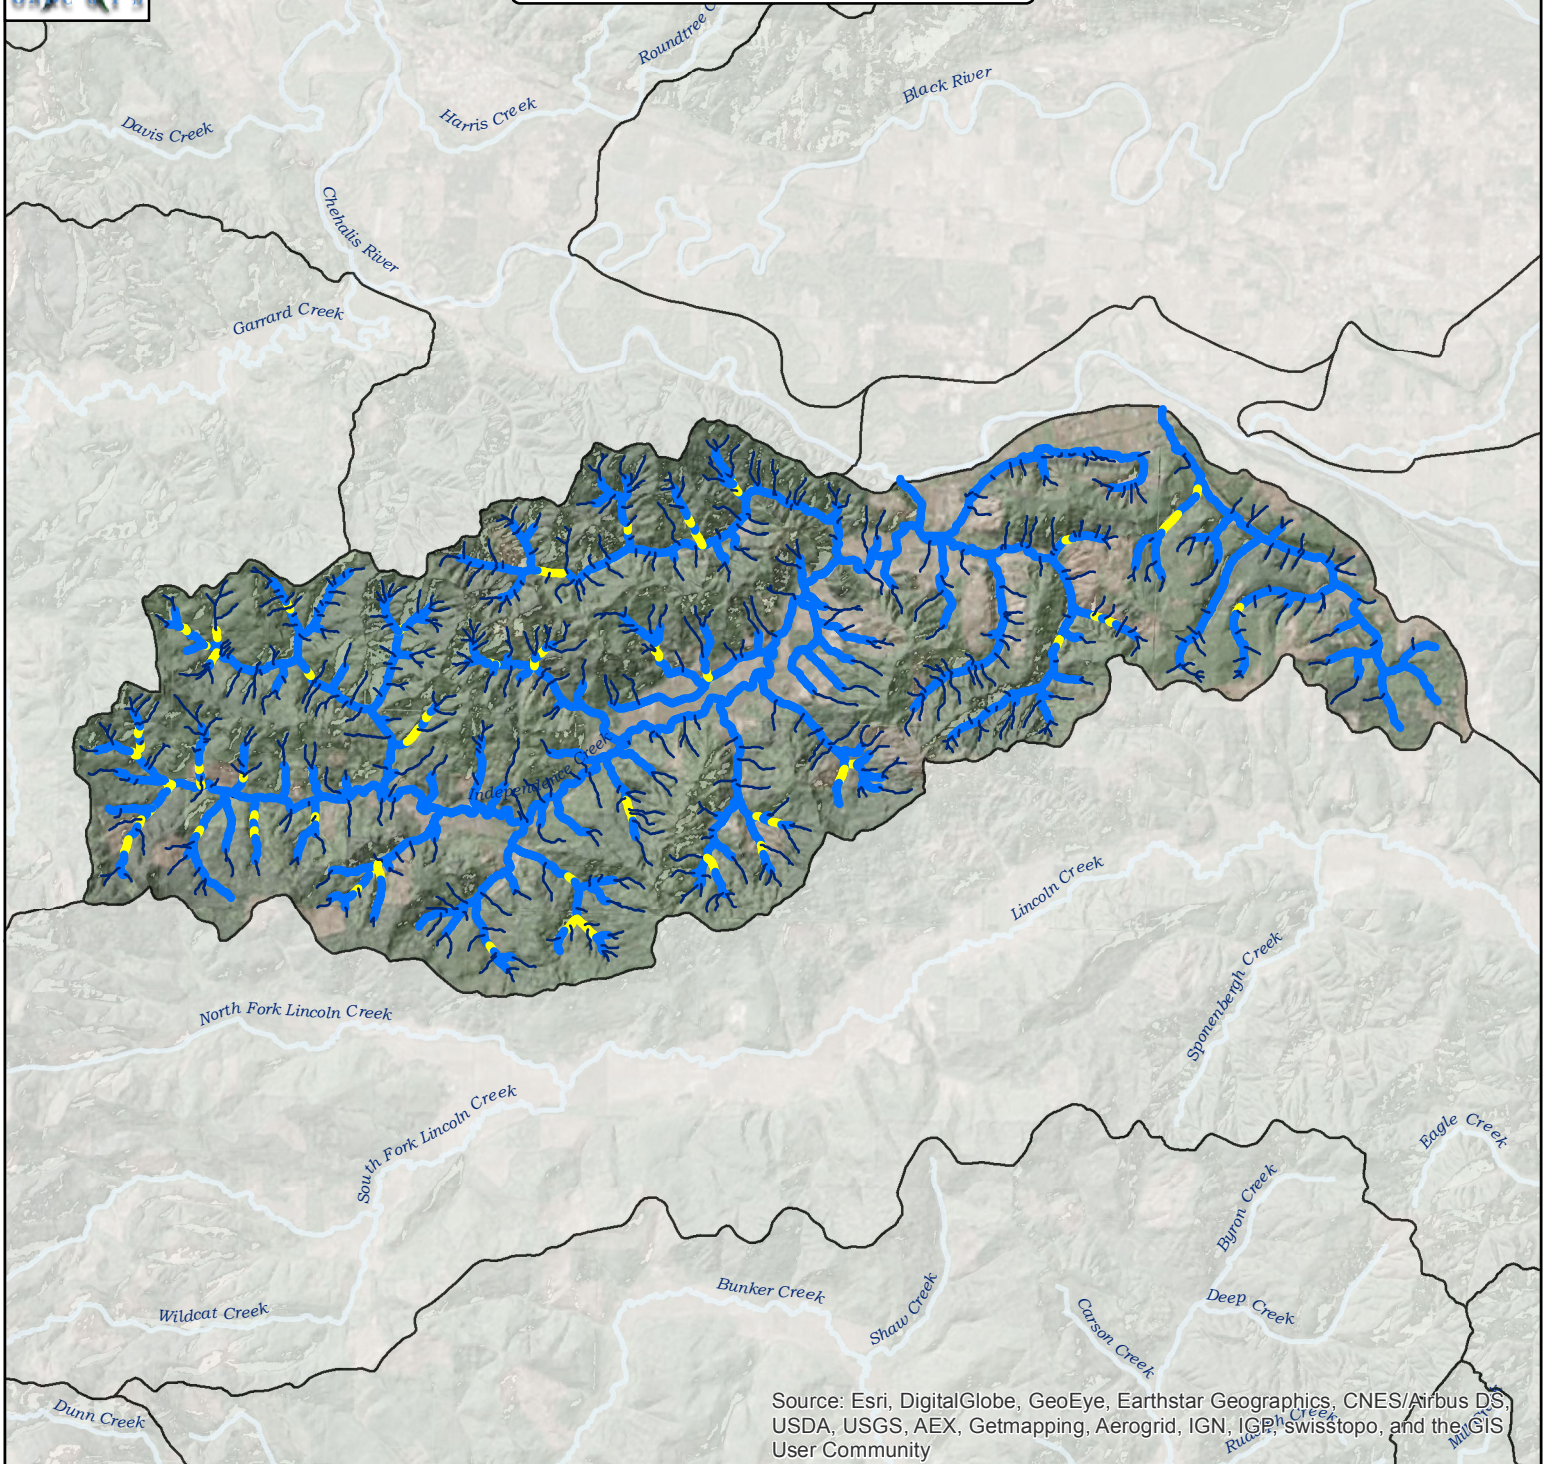 Roundtree C
Black River
Davis Creek
Harris Creek
Chehalis River
Garrard Creek
Independence Creek
Lincoln Creek
Sponenbergh Creek
North Fork Lincoln Creek
South Fork Lincoln Creek
Eagle Creek
Byron Creek
Wildcat Creek
Bunker Creek
Shaw Creek
Deep Creek
Carson Creek
Dunn Creek
Source: Esri, DigitalGlobe, GeoEye, Earthstar Geographics, CNES/Airbus DS,
USDA, USGS, AEX, Getmapping, Aerogrid, IGN, IGP, swisstopo, and the GIS
User Community